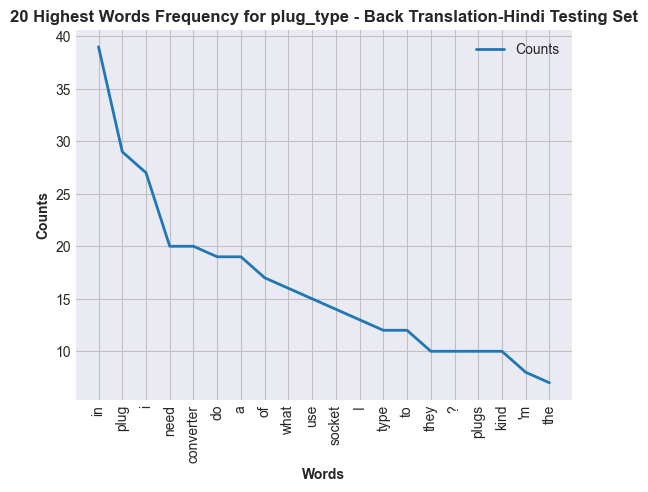 20 Highest Words Frequency for plug_type - Back Translation-Hindi Testing Set
Counts
40
35
30
25
20
15
10
Counts
in
plug
i
need
converter
do
a
of
what
use
socket
I
type
to
they
?
plugs
kind
'm
the
Words